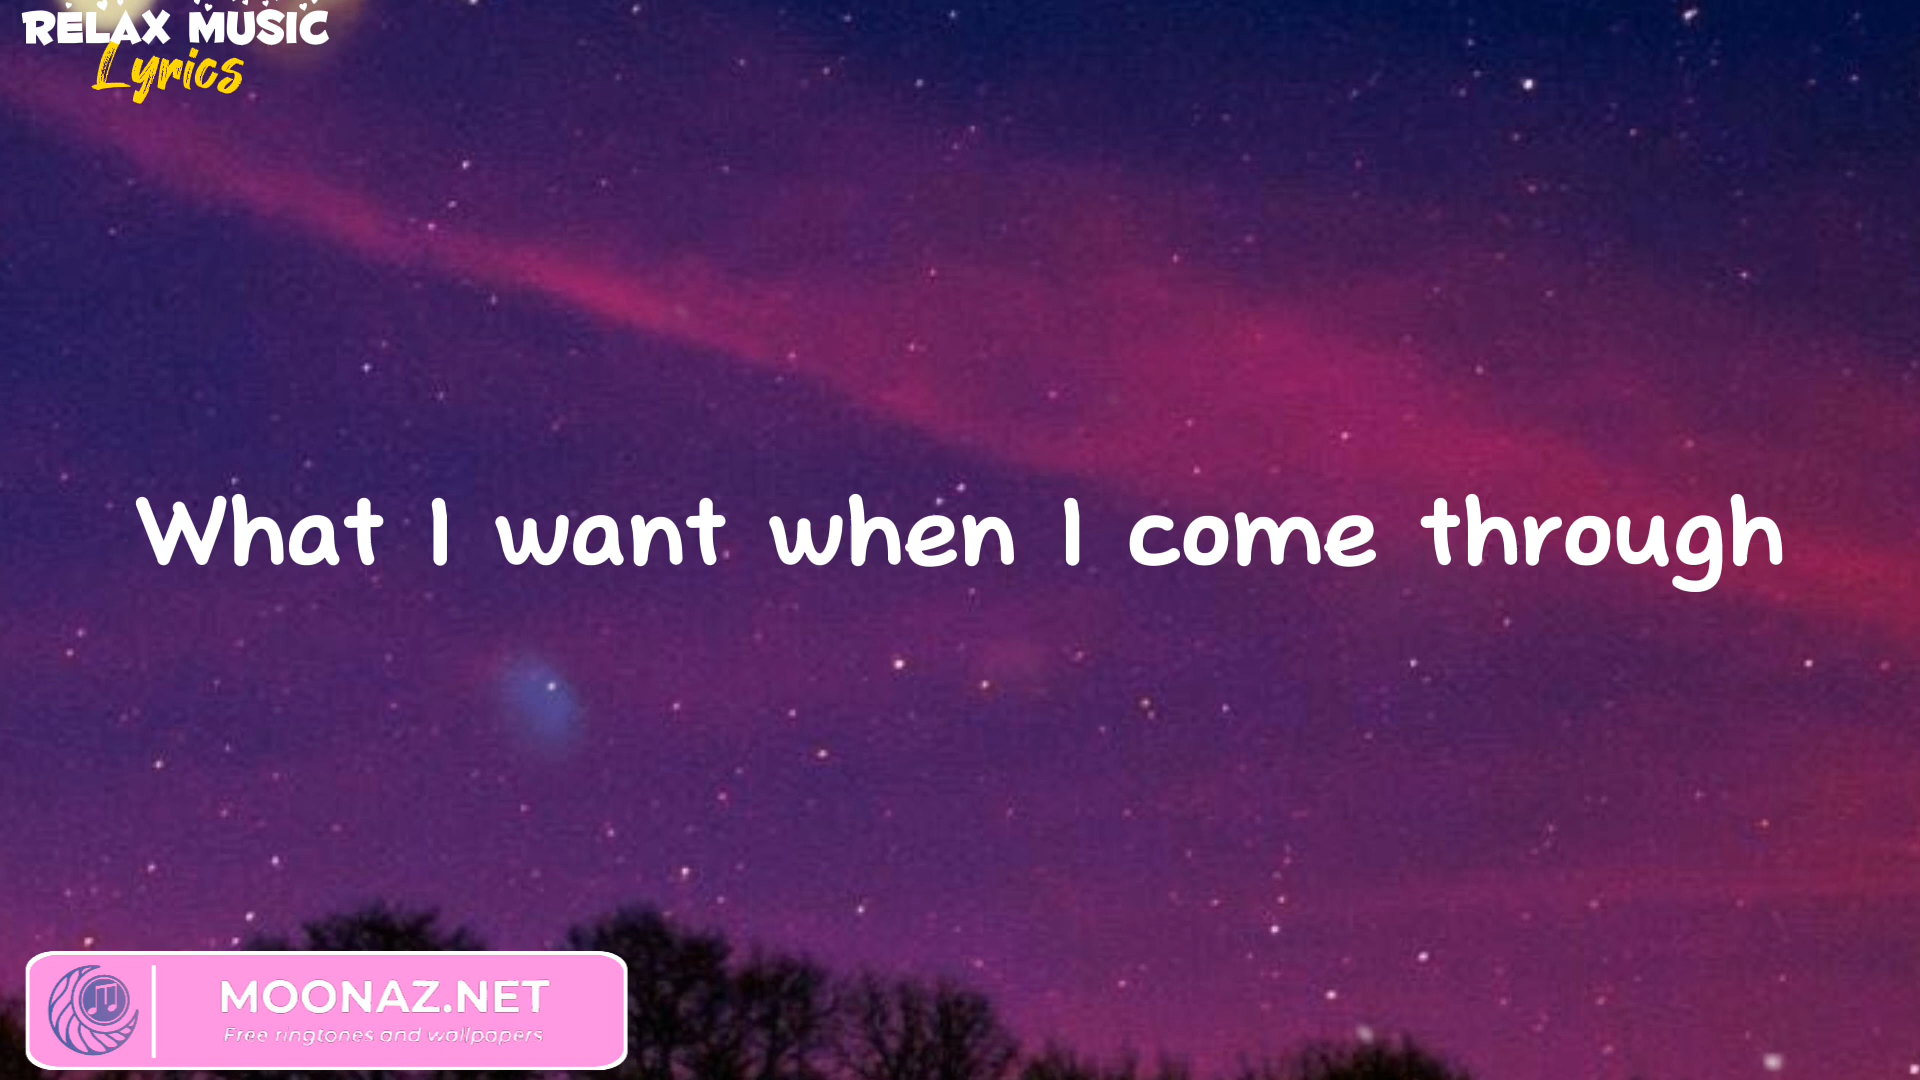 RELAX MUSIC
Lyrics
What I want when I come through
MOONAZ.NET
Free ringtones and wallpapers